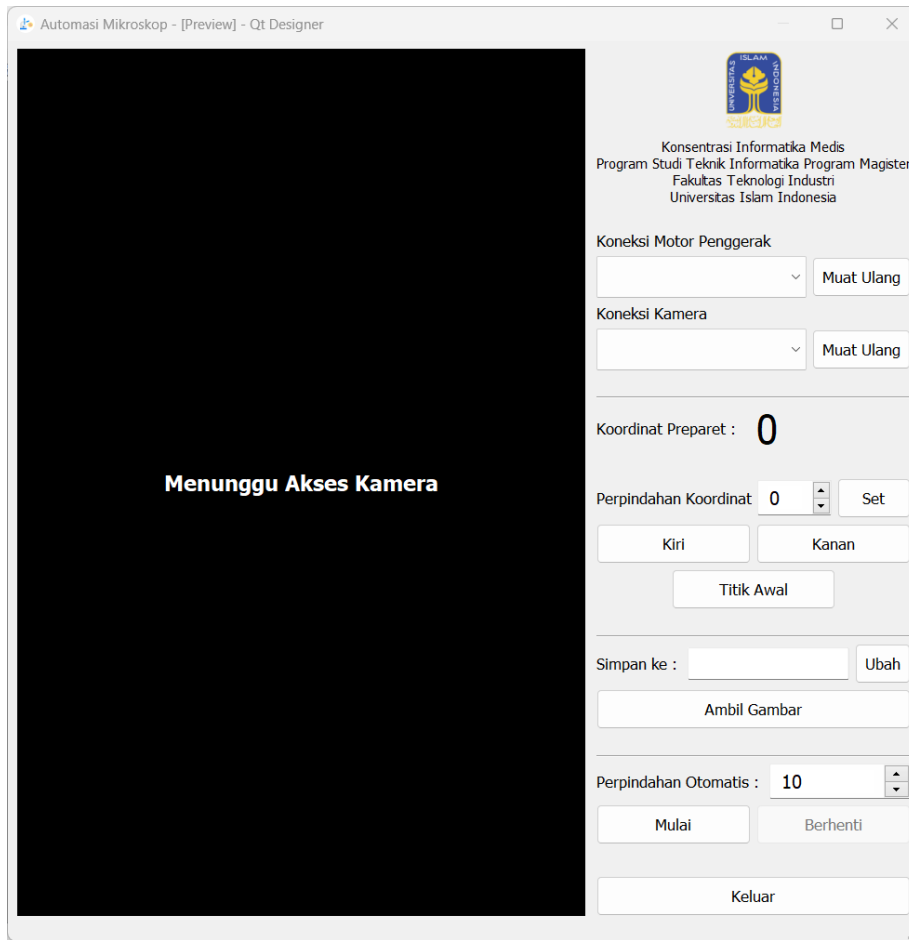 Automasi Mikroskop - [Preview] - Qt Designer
ISLAM
UNIVERSITAS
INDONESIA
Konsentrasi Informatika Medis
Program Studi Teknik Informatika Program Magister
Fakultas Teknologi Industri
Universitas Islam Indonesia
Koneksi Motor Penggerak
Muat Ulang
Koneksi Kamera
Muat Ulang
Koordinat Preparet : 0
Menunggu Akses Kamera
Perpindahan Koordinat 0 Set
Kiri Kanan
Titik Awal
Simpan ke : Ubah
Ambil Gambar
Perpindahan Otomatis : 10
Mulai Berhenti
Keluar